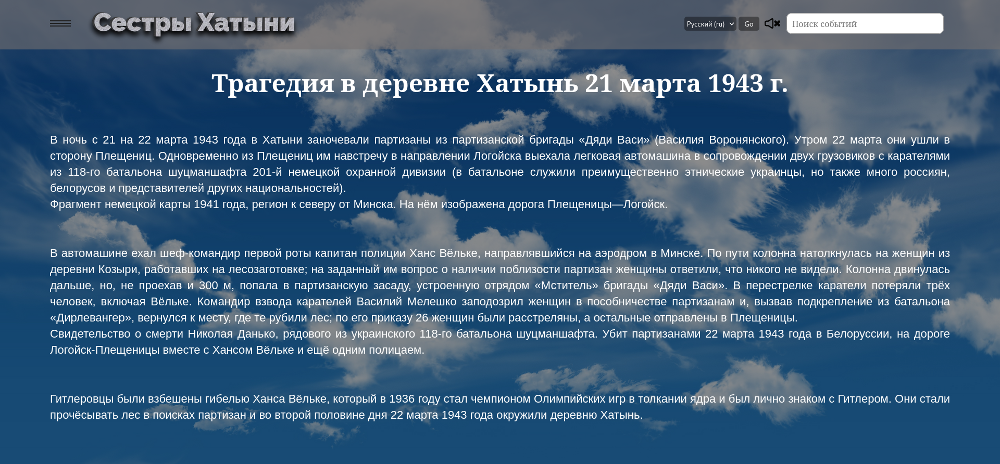 Сестры Хатыни
Русский (ru)
Go
Поиск событий
Трагедия в деревне Хатынь 21 марта 1943 г.
В ночь с 21 на 22 марта 1943 года в Хатыни заночевали партизаны из партизанской бригады «Дяди Васи» (Василия Воронянского). Утром 22 марта они ушли в
сторону Плещениц. Одновременно из Плещениц им навстречу в направлении Логойска выехала легковая автомашина в сопровождении двух грузовиков с карателями
из 118-го батальона шуцманшафта 201-й немецкой охранной дивизии (в батальоне служили преимущественно этнические украинцы, но также много россиян,
белорусов и представителей других национальностей).
Фрагмент немецкой карты 1941 года, регион к северу от Минска. На нём изображена дорога Плещеницы—Логойск.
В автомашине ехал шеф-командир первой роты капитан полиции Ханс Вёльке, направлявшийся на аэродром в Минске. По пути колонна натолкнулась на женщин из
деревни Козыри, работавших на лесозаготовке; на заданный им вопрос о наличии поблизости партизан женщины ответили, что никого не видели. Колонна двинулась
дальше, но, не проехав и 300 м, попала в партизанскую засаду, устроенную отрядом «Мститель» бригады «Дяди Васи». В перестрелке каратели потеряли трёх
человек, включая Вёльке. Командир взвода карателей Василий Мелешко заподозрил женщин в пособничестве партизанам и, вызвав подкрепление из батальона
«Дирлевангер», вернулся к месту, где те рубили лес; по его приказу 26 женщин были расстреляны, а остальные отправлены в Плещеницы.
Свидетельство о смерти Николая Данько, рядового из украинского 118-го батальона шуцманшафта. Убит партизанами 22 марта 1943 года в Белоруссии, на дороге
Логойск-Плещеницы вместе с Хансом Вёльке и ещё одним полицаем.
Гитлеровцы были взбешены гибелью Ханса Вёльке, который в 1936 году стал чемпионом Олимпийских игр в толкании ядра и был лично знаком с Гитлером. Они стали
прочёсывать лес в поисках партизан и во второй половине дня 22 марта 1943 года окружили деревню Хатынь.